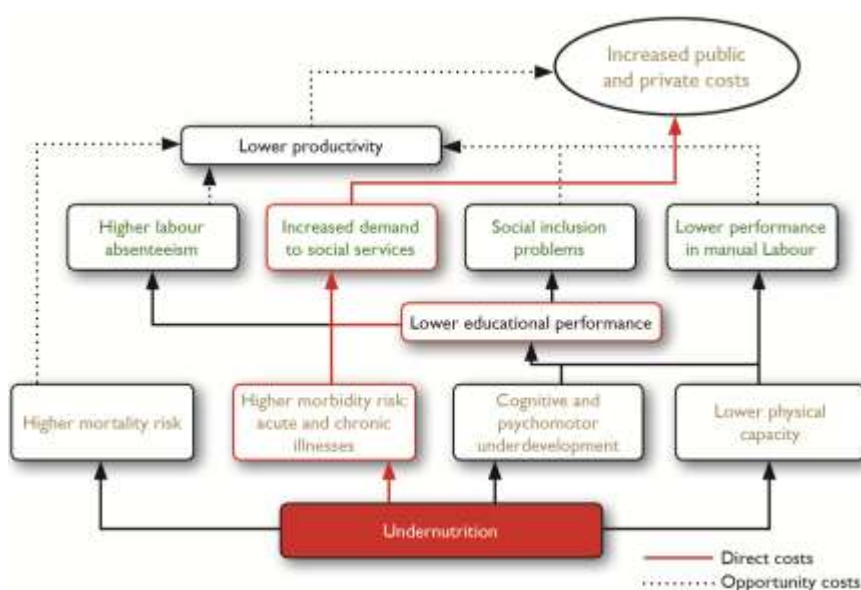 Increased public
and private costs
Lower productivity
Higher labour
absenteeism
Increased demand
to social services
Social inclusion
problems
Lower performance
in manual Labour
Lower educational performance
Higher mortality risk
Higher morbidity risk:
acute and chronic
illnesses
Cognitive and
psychomotor
underdevelopment
Lower physical
capacity
Undernutrition
Direct costs
Opportunity costs